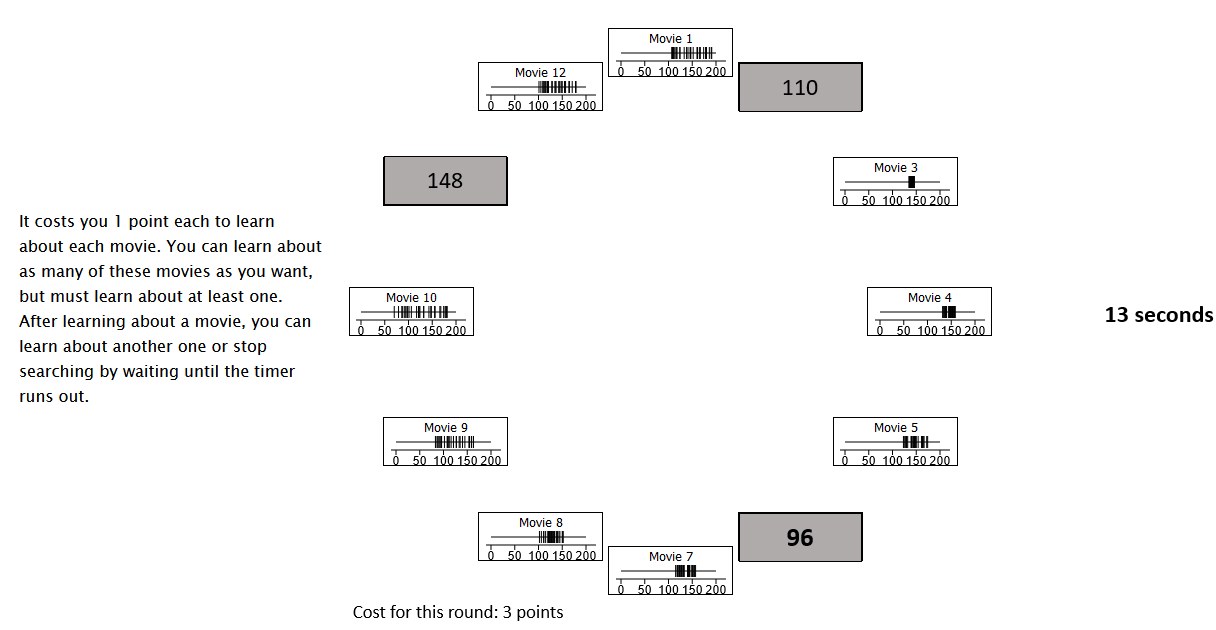 Movie 1
0 50 100 150 200
Movie 12
0 50 100 150 200
110
148
Movie 3
0 50 100 150 200
It costs you 1 point each to learn
about each movie. You can learn about
as many of these movies as you want,
but must learn about at least one.
After learning about a movie, you can
learn about another one or stop
searching by waiting until the timer
runs out.
Movie 10
0 50 100 150 200
Movie 4
0 50 100 150 200
13 seconds
Movie 9
0 50 100 150 200
Movie 5
0 50 100 150 200
Movie 8
0 50 100 150 200
96
Movie 7
0 50 100 150 200
Cost for this round: 3 points